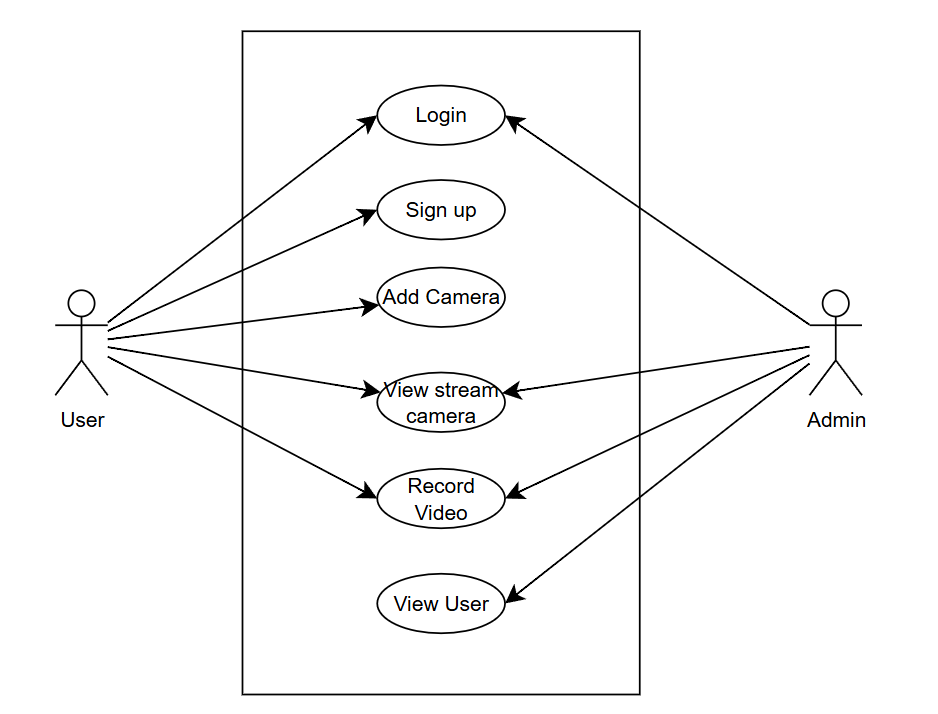 Login
Sign up
Add Camera
View stream
camera
Record
Video
View User
User
Admin